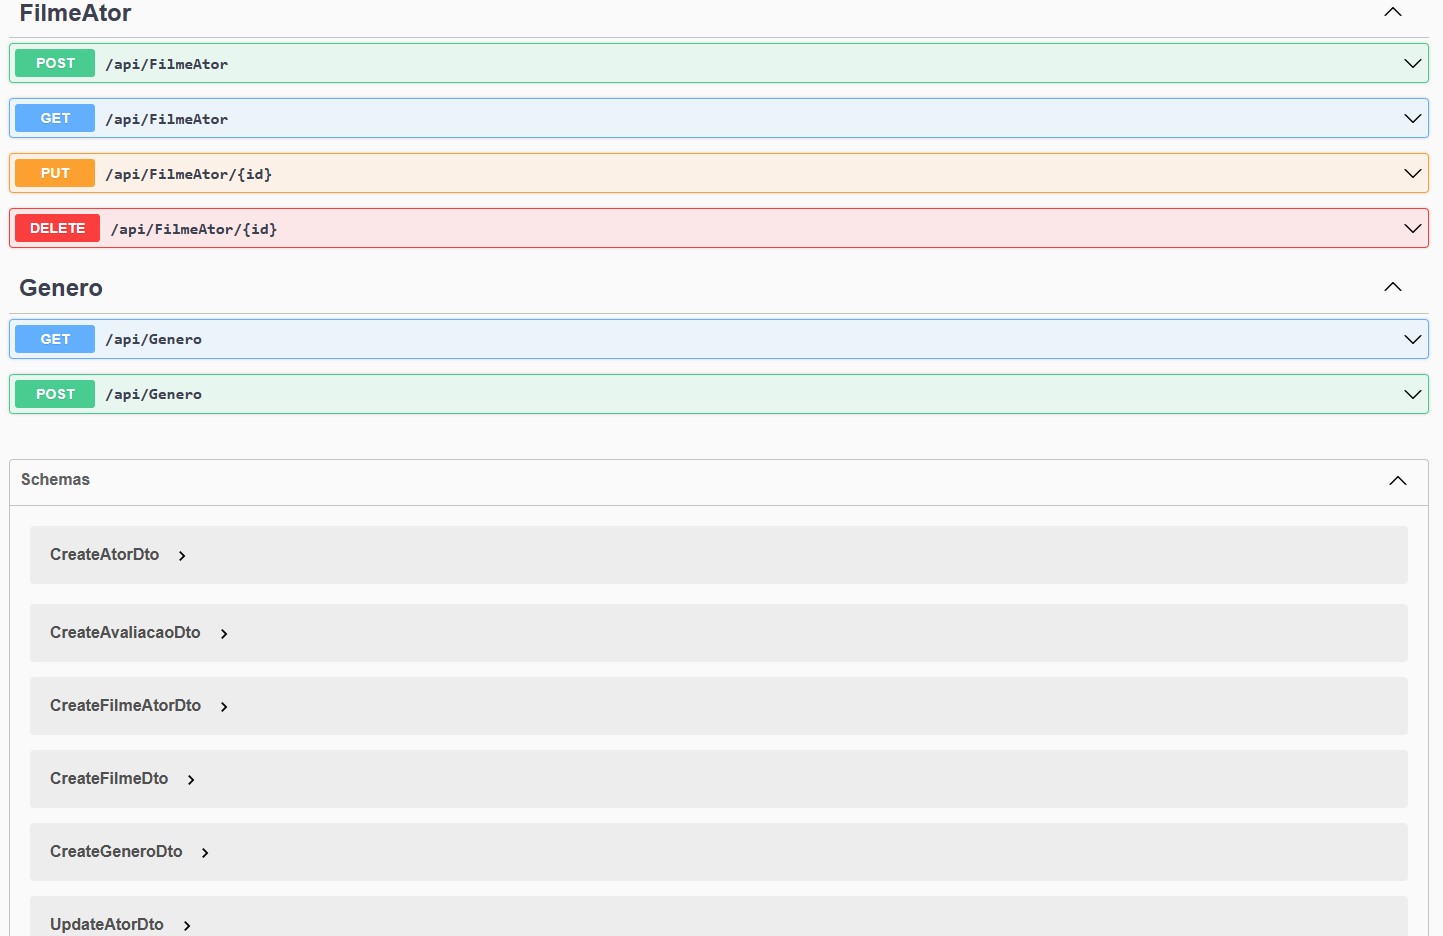 FilmeAtor
POST /api/FilmeAtor
GET /api/FilmeAtor
PUT /api/FilmeAtor/{id}
DELETE /api/FilmeAtor/{id}
Genero
GET /api/Genero
POST /api/Genero
Schemas
CreateAtorDto
CreateAvaliacaoDto
CreateFilmeAtorDto
CreateFilmeDto
CreateGeneroDto
UpdateAtorDto